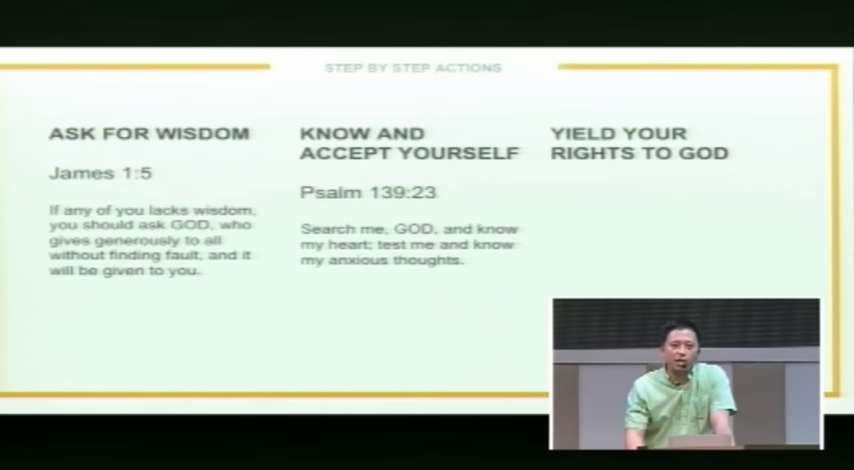 STEP BY STEP ACTIONS
ASK FOR WISDOM
James 1:5
If any of you lacks wisdom,
you should ask GOD, who
gives generously to all
without finding fault, and it
will be given to you.
KNOW AND
ACCEPT YOURSELF
Psalm 139:23
Search me, GOD, and know
my heart; test me and know
my anxious thoughts.
YIELD YOUR
RIGHTS TO GOD